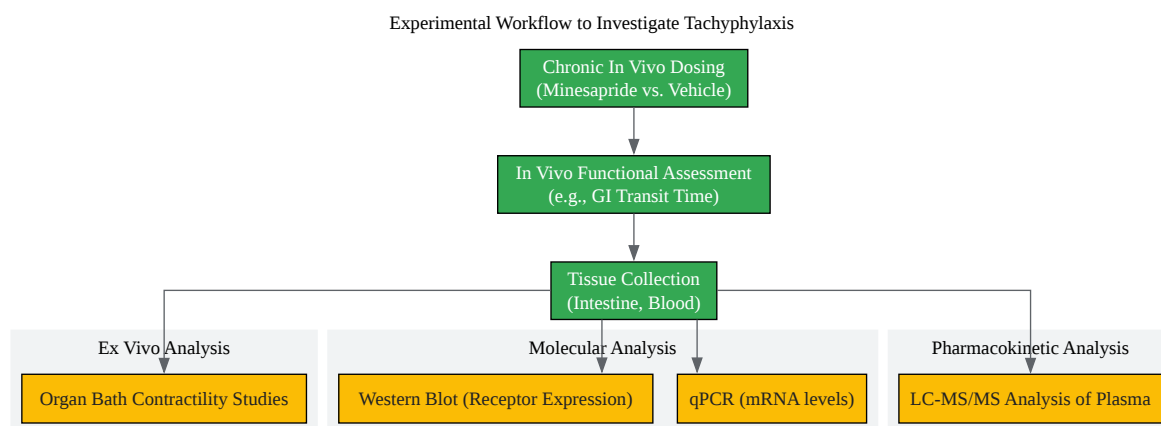 Experimental Workflow to Investigate Tachyphylaxis
Chronic In Vivo Dosing
(Minesapride vs. Vehicle)
In Vivo Functional Assessment
(e.g., GI Transit Time)
Tissue Collection
(Intestine, Blood)
Ex Vivo Analysis
Molecular Analysis
Pharmacokinetic Analysis
Organ Bath Contractility Studies
Western Blot (Receptor Expression)
qPCR (mRNA levels)
LC-MS/MS Analysis of Plasma